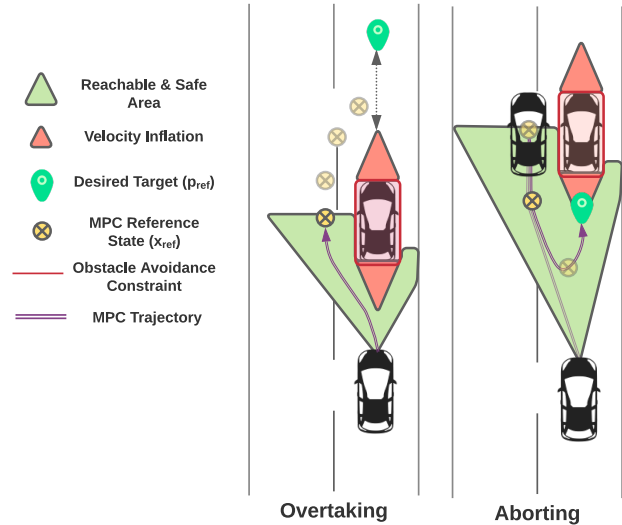 Reachable & Safe
Area
Velocity Inflation
Desired Target (pref)
MPC Reference
State (xref)
Obstacle Avoidance
Constraint
MPC Trajectory
Overtaking
Aborting